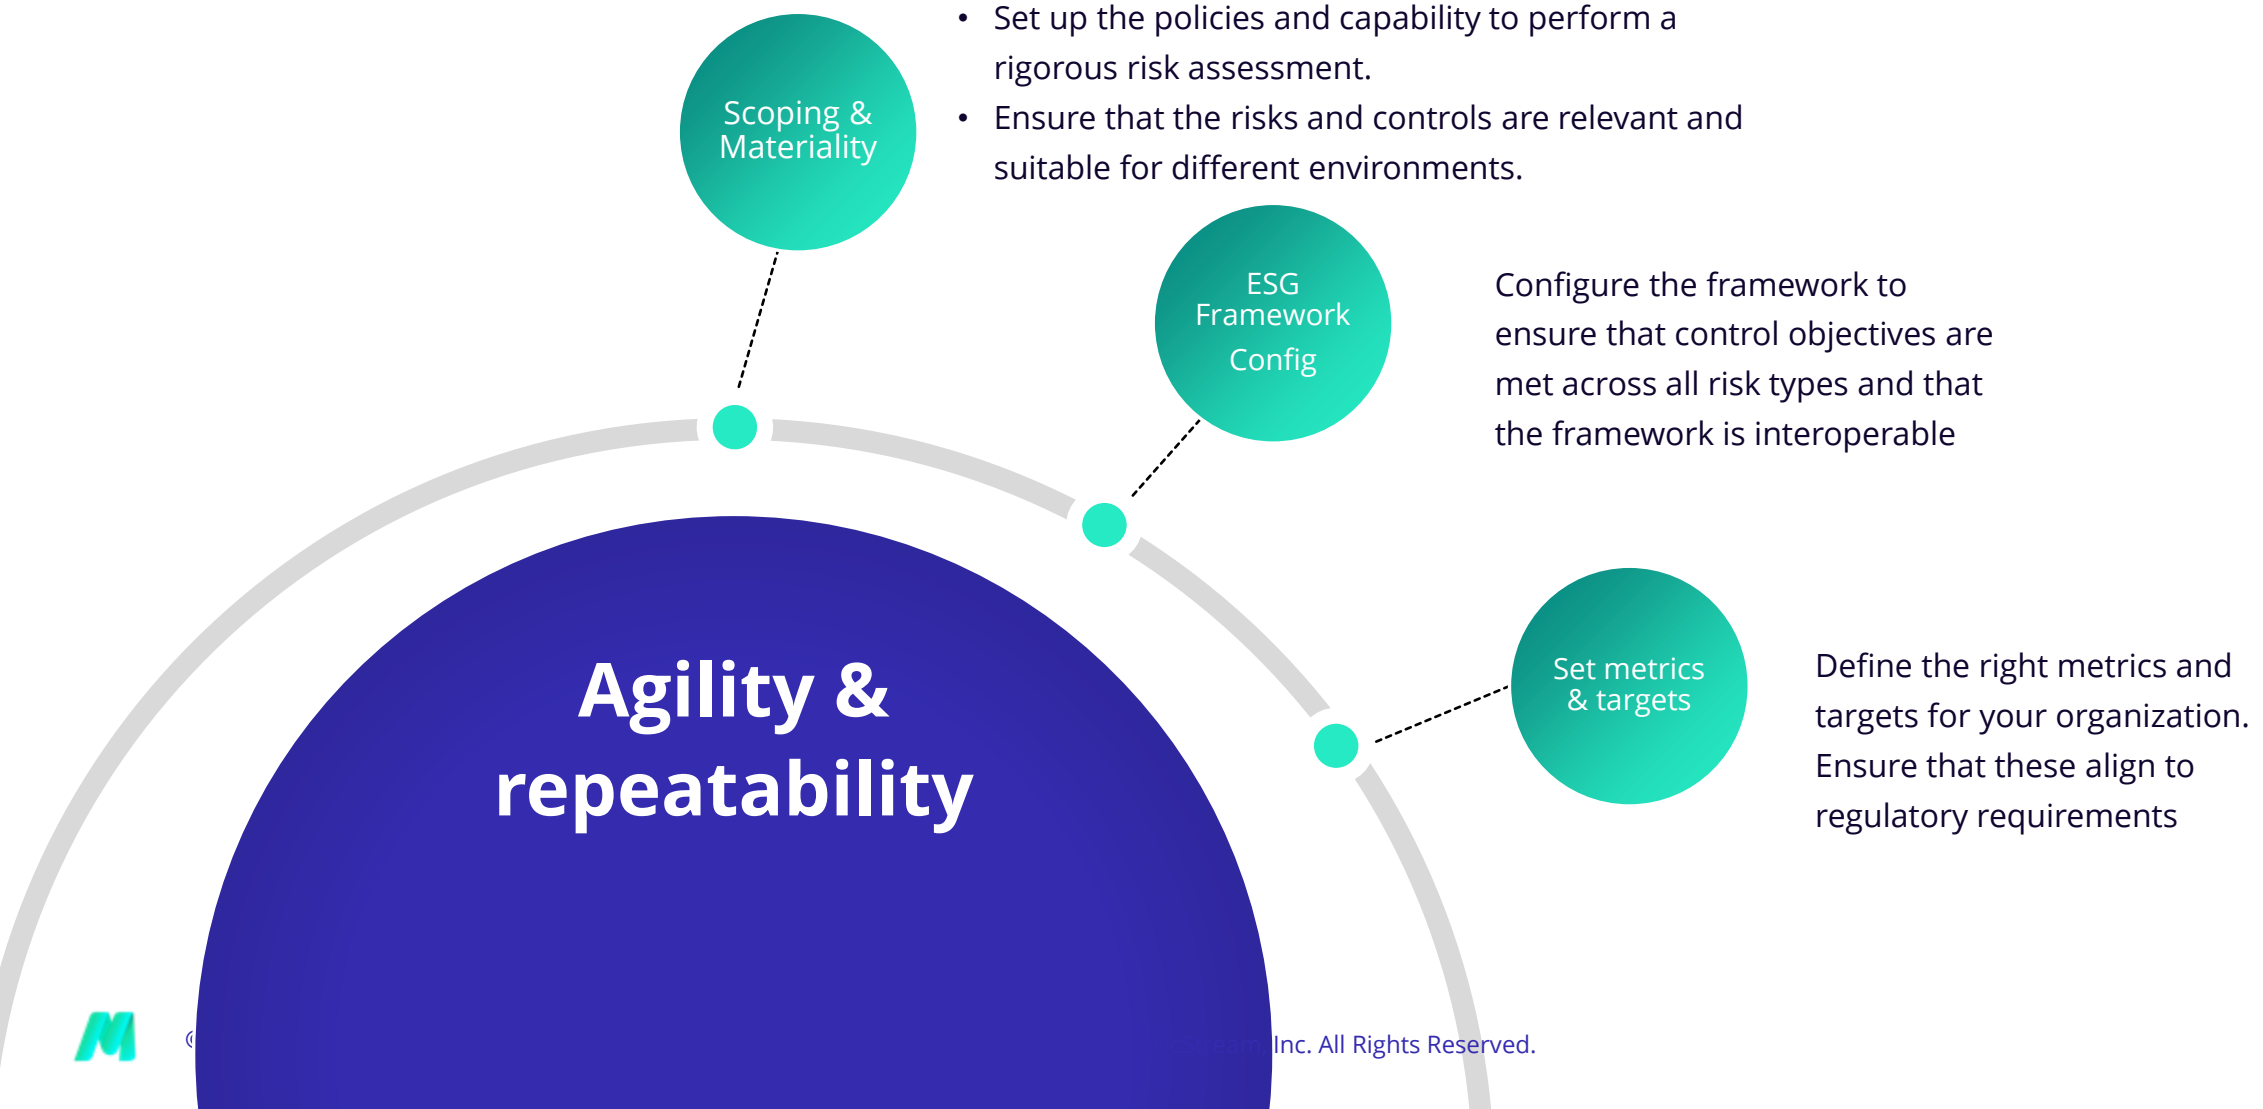 • Set up the policies and capability to perform a
rigorous risk assessment.
• Ensure that the risks and controls are relevant and
suitable for different environments.
Scoping &
Materiality
ESG
Framework
Config
Configure the framework to
ensure that control objectives are
met across all risk types and that
the framework is interoperable
Set metrics
& targets
Define the right metrics and
targets for your organization.
Ensure that these align to
regulatory requirements
Agility &
repeatability
Inc. All Rights Reserved.